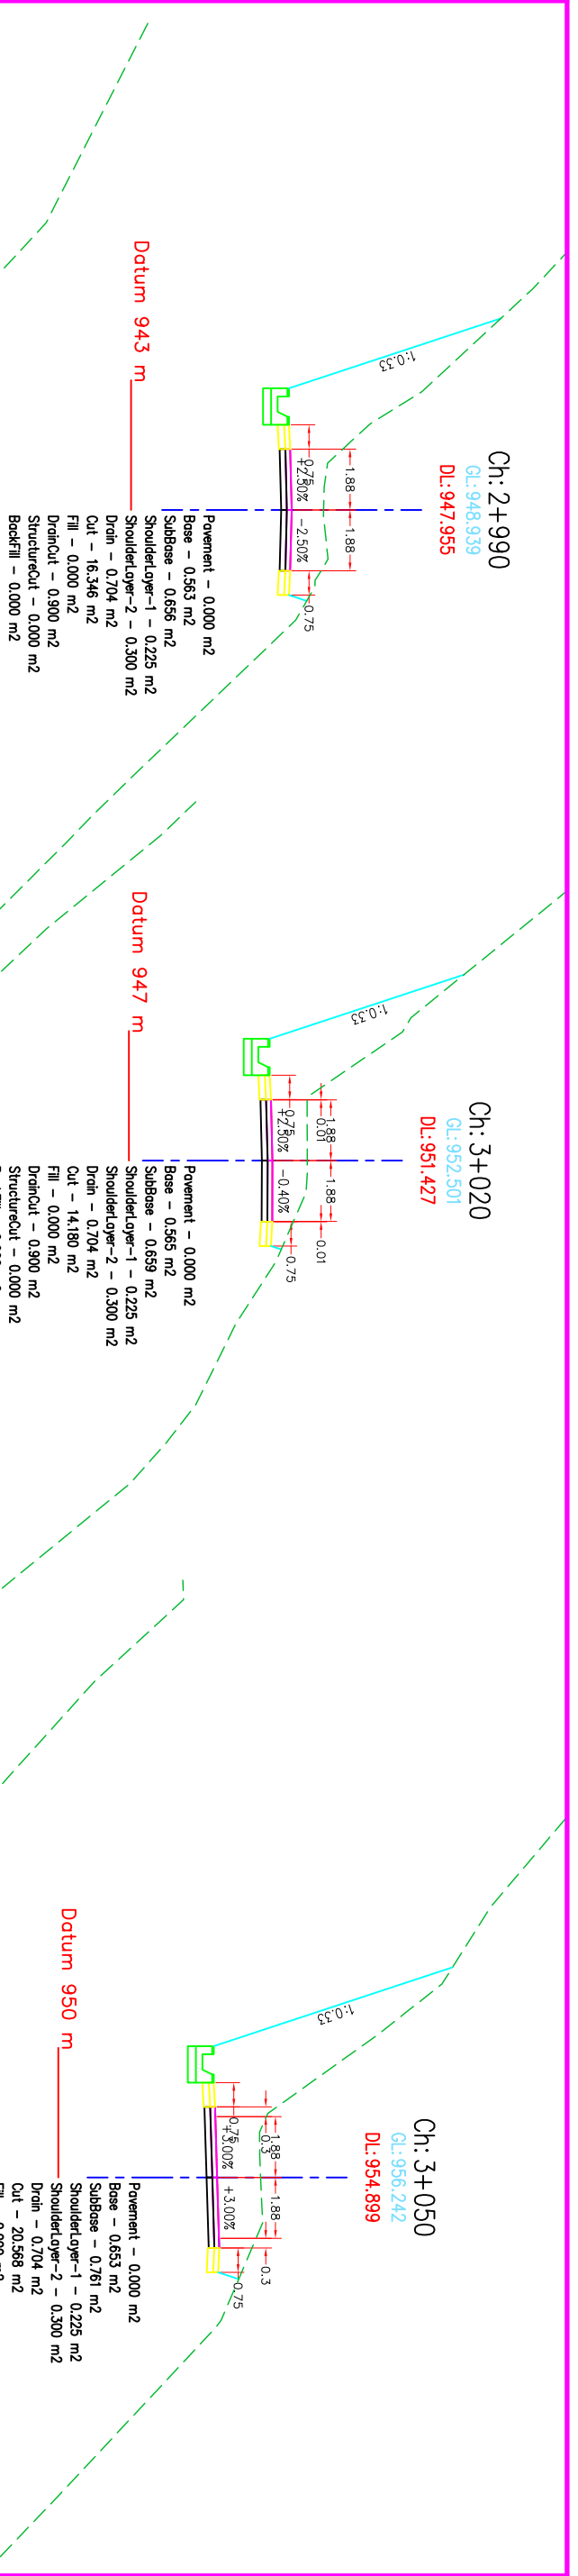 Ch: 2+990
GL:948.939
DL:947.955
1:0.33
1.88
1.88
0.75
0.75
+2.50%
-2.50%
Datum 943 m
Pavement - 0.000 m2
Base - 0.563 m2
SubBase - 0.656 m2
ShoulderLayer-1 - 0.225 m2
ShoulderLayer-2 - 0.300 m2
Drain - 0.704 m2
Cut - 16.346 m2
Fill - 0.000 m2
DrainCut - 0.900 m2
StructureCut - 0.000 m2
BackFill - 0.000 m2
Ch: 3+020
GL:952.501
DL:951.427
1:0.33
1.88
1.88
0.01
0.01
0.75
0.75
+2.50%
-0.40%
Datum 947 m
Pavement - 0.000 m2
Base - 0.565 m2
SubBase - 0.659 m2
ShoulderLayer-1 - 0.225 m2
ShoulderLayer-2 - 0.300 m2
Drain - 0.704 m2
Cut - 14.180 m2
Fill - 0.000 m2
DrainCut - 0.900 m2
StructureCut - 0.000 m2
Ch: 3+050
GL:956.242
DL:954.899
1:0.33
1.88
1.88
0.3
0.3
0.75
0.75
+3.00%
+3.00%
Datum 950 m
Pavement - 0.000 m2
Base - 0.653 m2
SubBase - 0.761 m2
ShoulderLayer-1 - 0.225 m2
ShoulderLayer-2 - 0.300 m2
Drain - 0.704 m2
Cut - 20.568 m2